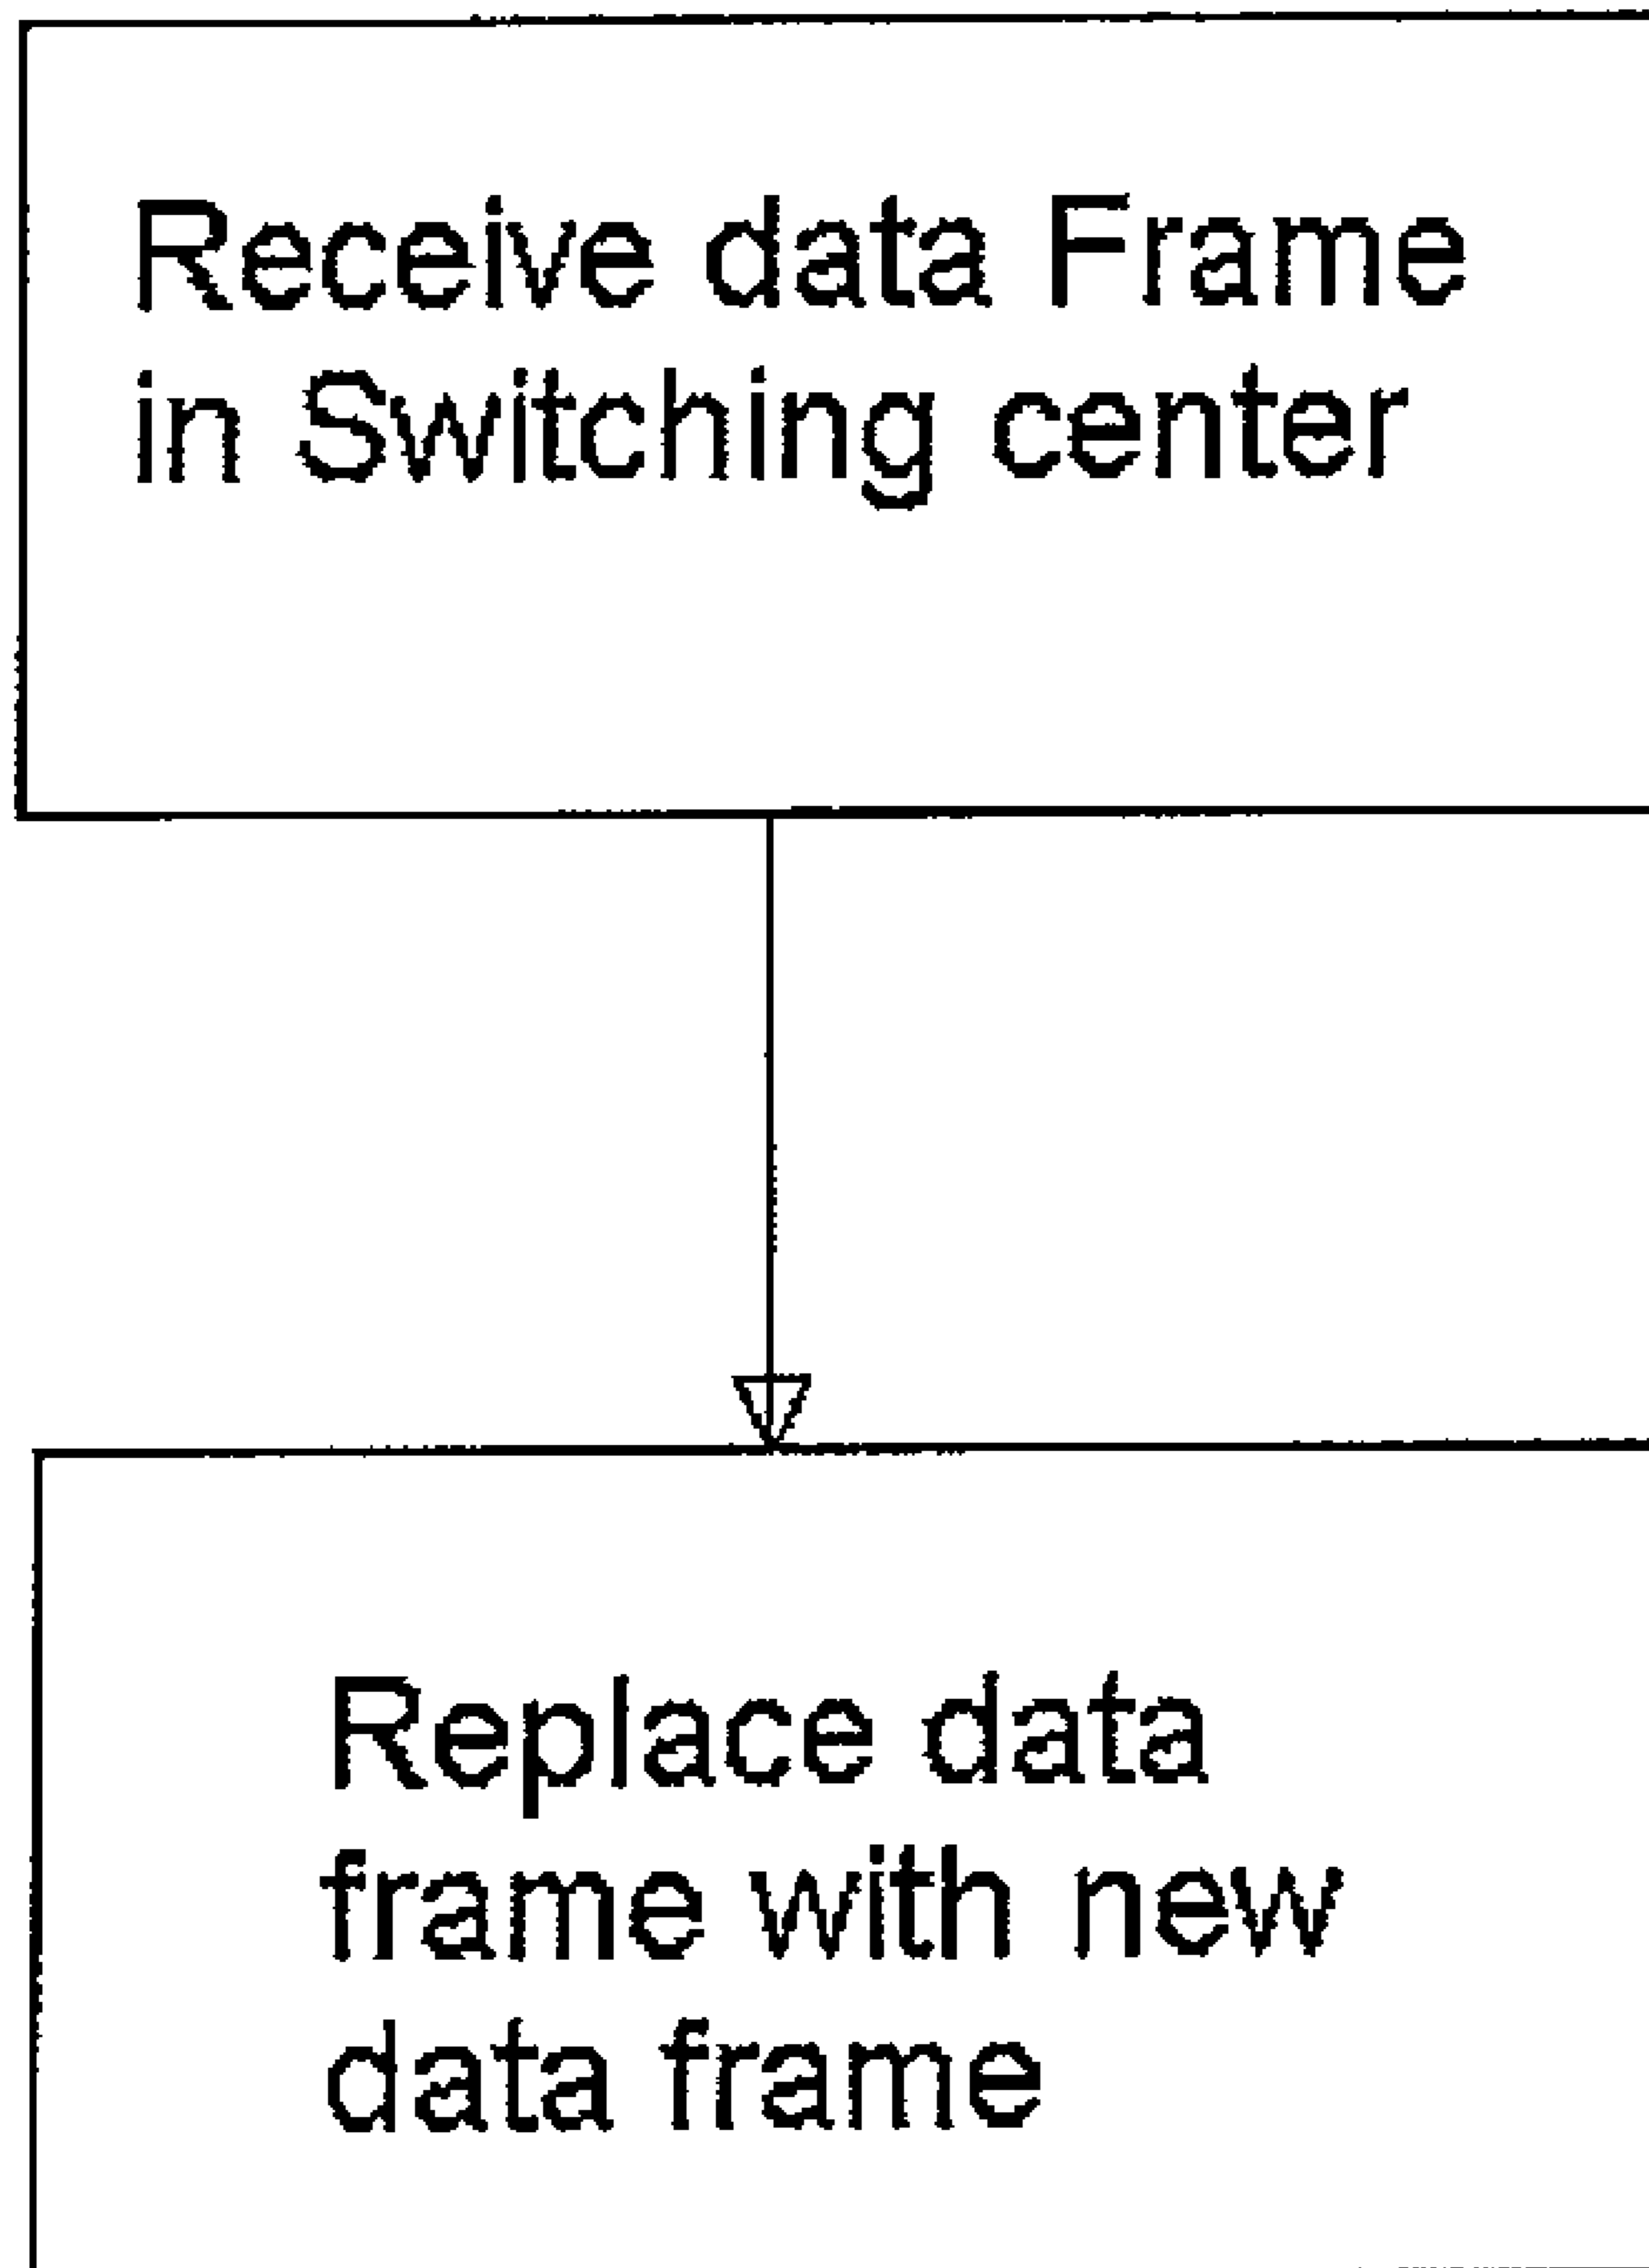 Receive data Frame
in Switching center
Replace data
frame with new
data frame